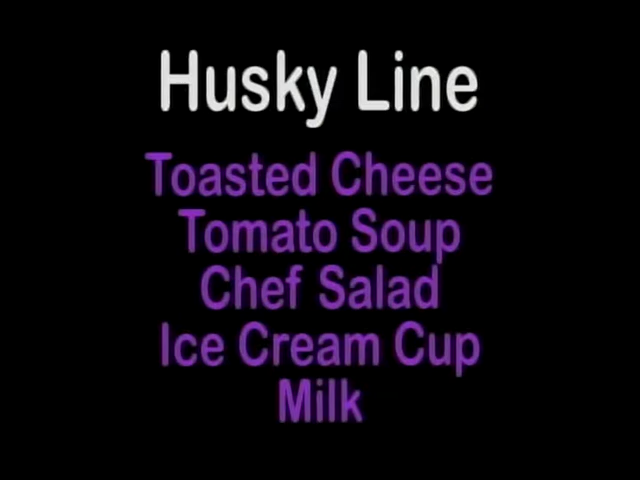 Husky Line
Toasted Cheese
Tomato Soup
Chef Salad
Ice Cream Cup
Milk